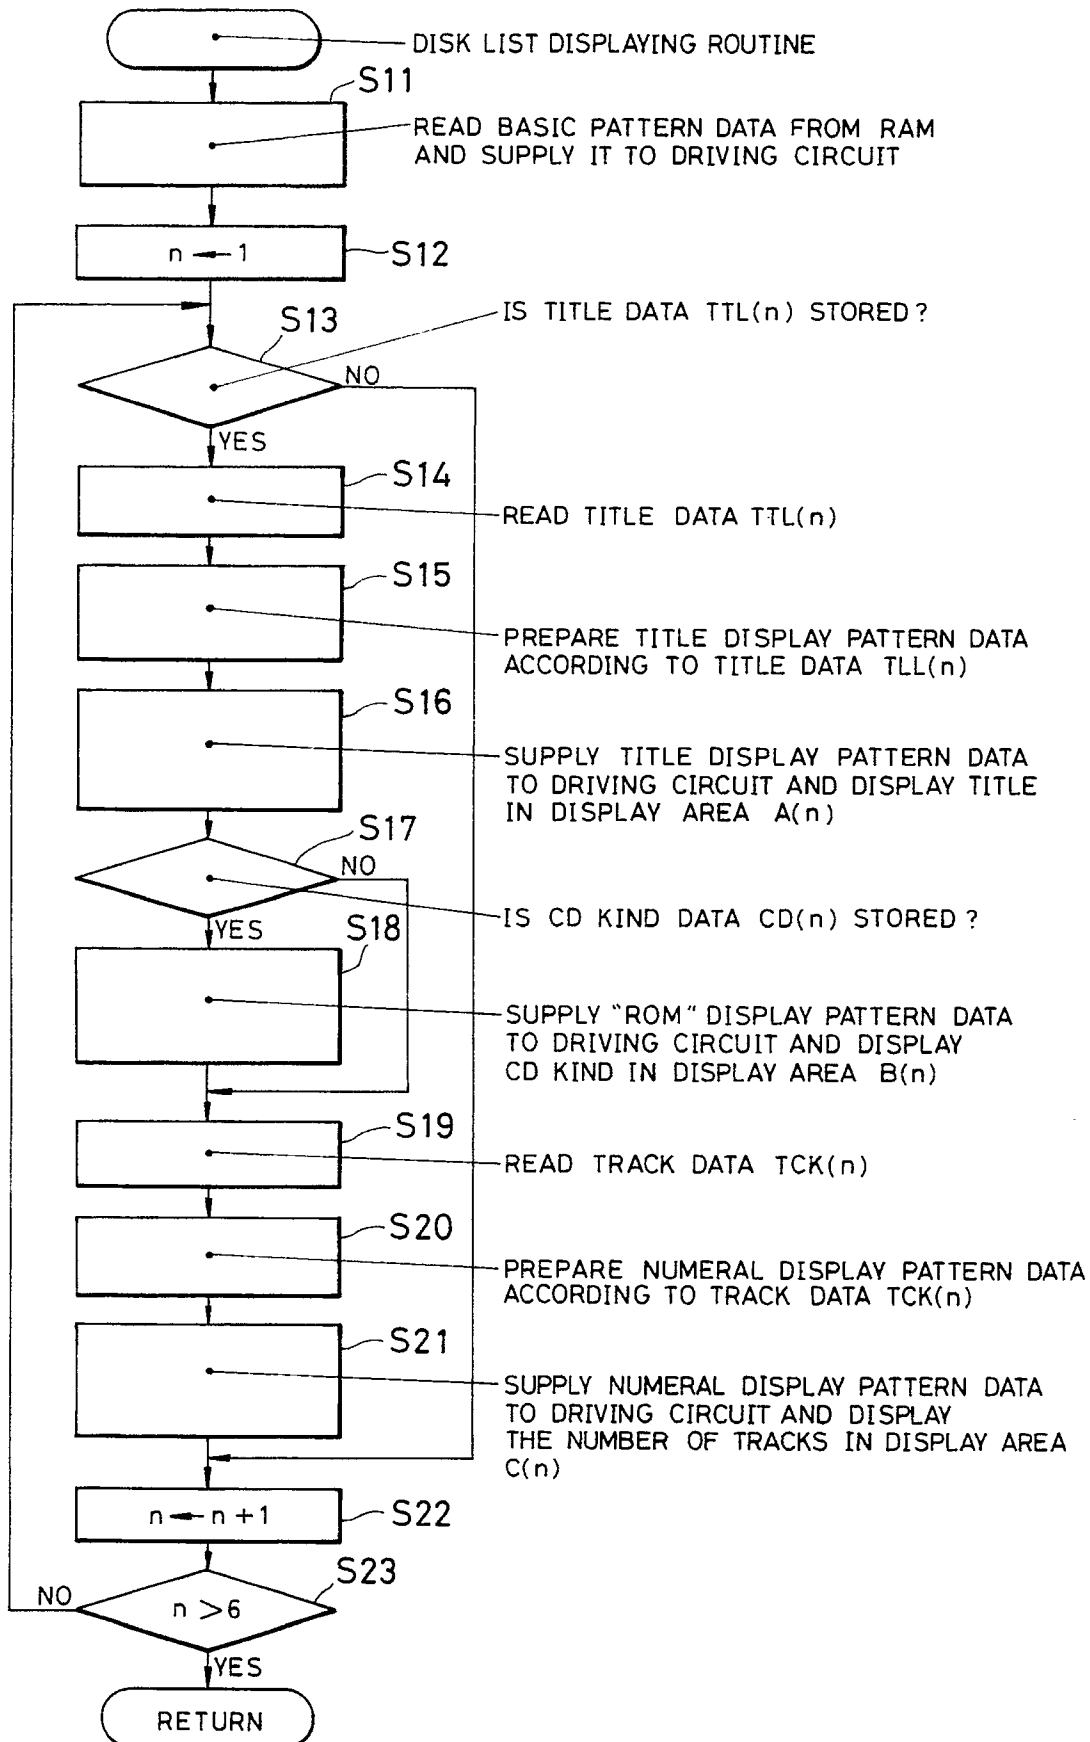 DISK LIST DISPLAYING ROUTINE
S11
READ BASIC PATTERN DATA FROM RAM
AND SUPPLY IT TO DRIVING CIRCUIT
n ← 1
S12
IS TITLE DATA TTL(n) STORED?
S13
NO
YES
S14
READ TITLE DATA TTL(n)
S15
PREPARE TITLE DISPLAY PATTERN DATA
ACCORDING TO TITLE DATA TLL(n)
S16
SUPPLY TITLE DISPLAY PATTERN DATA
TO DRIVING CIRCUIT AND DISPLAY TITLE
IN DISPLAY AREA A(n)
S17
NO
IS CD KIND DATA CD(n) STORED?
YES
S18
SUPPLY "ROM" DISPLAY PATTERN DATA
TO DRIVING CIRCUIT AND DISPLAY
CD KIND IN DISPLAY AREA B(n)
S19
READ TRACK DATA TCK(n)
S20
PREPARE NUMERAL DISPLAY PATTERN DATA
ACCORDING TO TRACK DATA TCK(n)
S21
SUPPLY NUMERAL DISPLAY PATTERN DATA
TO DRIVING CIRCUIT AND DISPLAY
THE NUMBER OF TRACKS IN DISPLAY AREA
C(n)
n ← n + 1
S22
S23
NO
n > 6
YES
RETURN